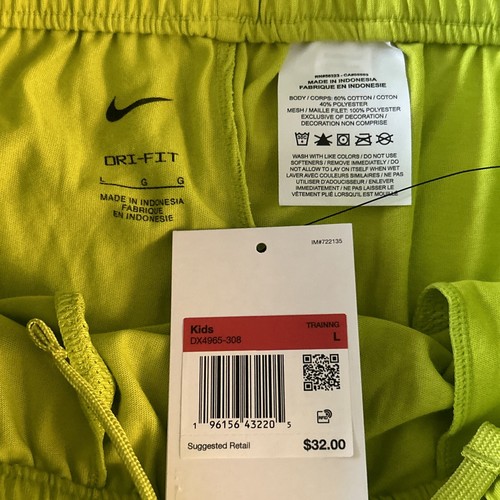 DRI-FIT
L G G
MADE IN INDONESIA
FABRIQUE
EN INDONESIE
MADE IN INDONESIA
FABRIQUE EN INDONESIE
BODY / CORPS: 60% COTTON / COTON
40% POLYESTER
MESH / MAILLE FILET: 100% POLYESTER
EXCLUSIVE OF DECORATION /
DECORATION NON COMPRISE
WASH WITH LIKE COLORS / DO NOT USE
SOFTENERS / REMOVE IMMEDIATELY / DO
NOT ALLOW TO LAY ON ITSELF WHEN WET
LAVER AVEC COULEURS SIMILAIRES / NE PAS
UTILISER D'ADOUCISSEUR / ENLEVER
IMMEDIATEMENT / NE PAS LAISSER LE
VÊTEMENT PLIÉ LORSQU'IL EST MOUILLÉ
IM#722135
Kids
TRAINNG
DX4965-308
L
1 96156 43220 5
Suggested Retail
$32.00